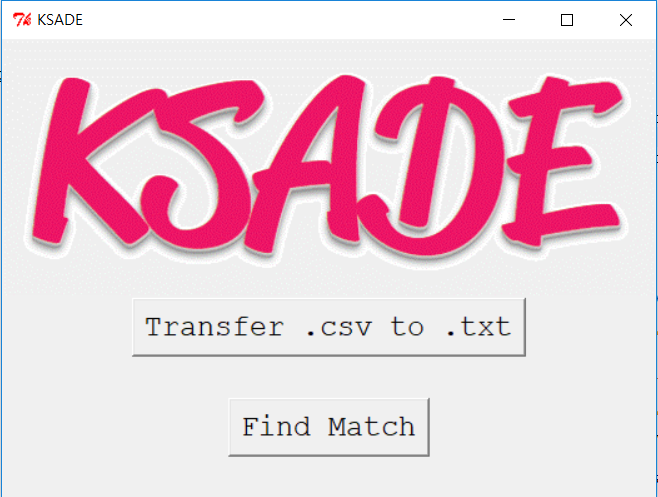 KSADE
KSADE
Transfer .csv to .txt
Find Match